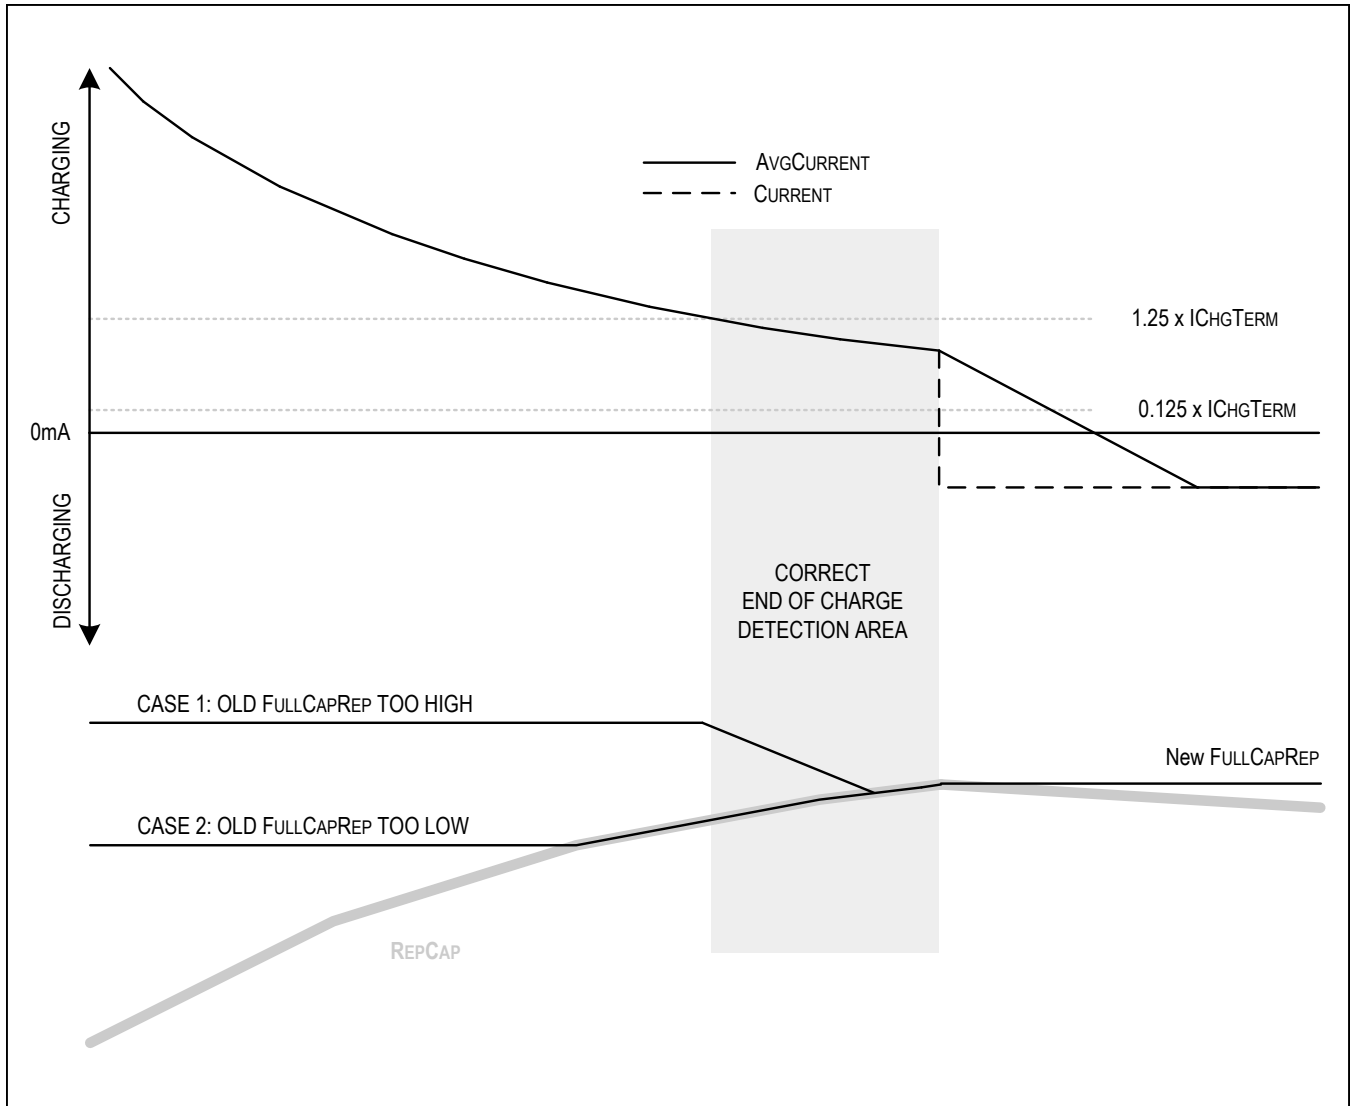 CHARGING
AVGCURRENT
CURRENT
1.25 x ICHGTERM
0.125 x ICHGTERM
0mA
DISCHARGING
CORRECT
END OF CHARGE
DETECTION AREA
CASE 1: OLD FULLCAPREP TOO HIGH
New FULLCAPREP
CASE 2: OLD FULLCAPREP TOO LOW
REPCAP